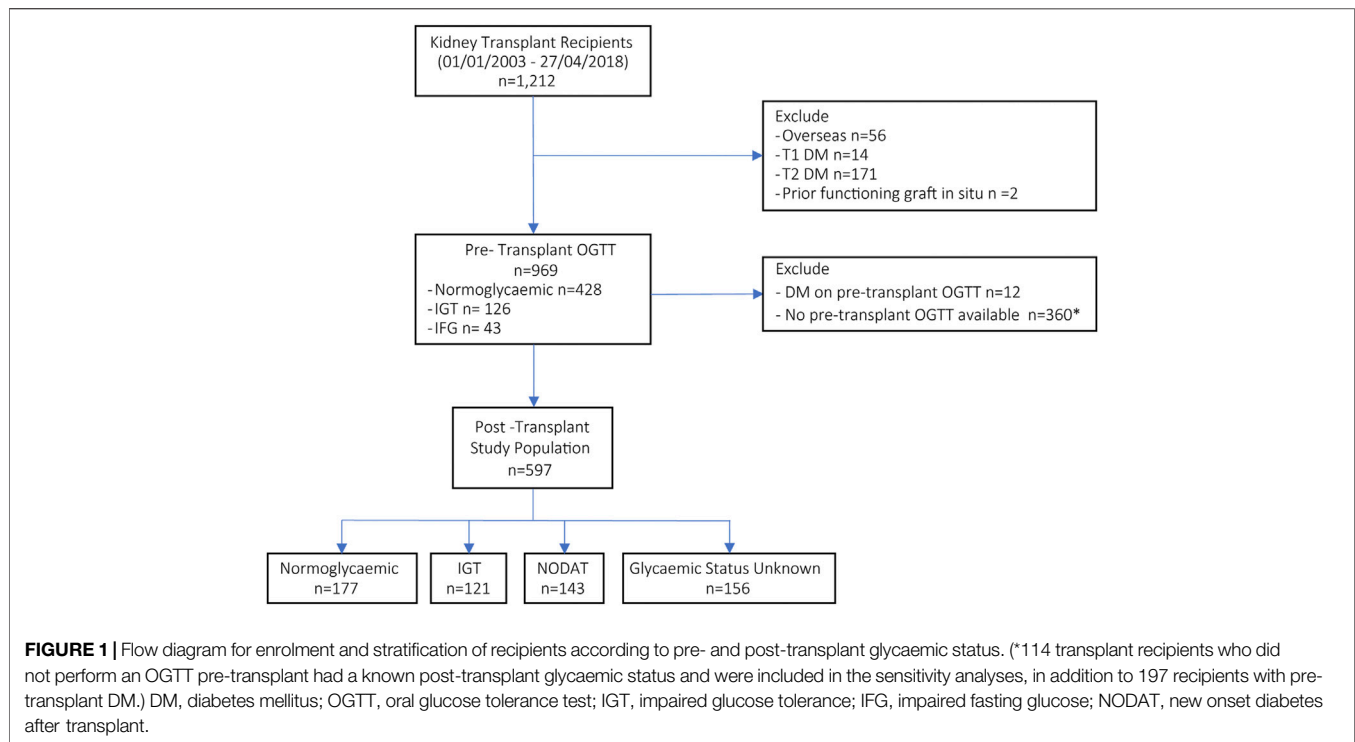 Kidney Transplant Recipients
(01/01/2003 - 27/04/2018)
n=1,212
Exclude
-Overseas n=56
-T1 DM n=14
-T2 DM n=171
-Prior functioning graft in situ n =2
Pre- Transplant OGTT
n=969
-Normoglycaemic n=428
-IGT n= 126
-IFG n= 43
Exclude
- DM on pre-transplant OGTT n=12
- No pre-transplant OGTT available n=360*
Post -Transplant
Study Population
n=597
Normoglycaemic
n=177
IGT
n=121
NODAT
n=143
Glycaemic Status Unknown
n=156
FIGURE 1 | Flow diagram for enrolment and stratification of recipients according to pre- and post-transplant glycaemic status. (*114 transplant recipients who did
not perform an OGTT pre-transplant had a known post-transplant glycaemic status and were included in the sensitivity analyses, in addition to 197 recipients with pre-
transplant DM.) DM, diabetes mellitus; OGTT, oral glucose tolerance test; IGT, impaired glucose tolerance; IFG, impaired fasting glucose; NODAT, new onset diabetes
after transplant.